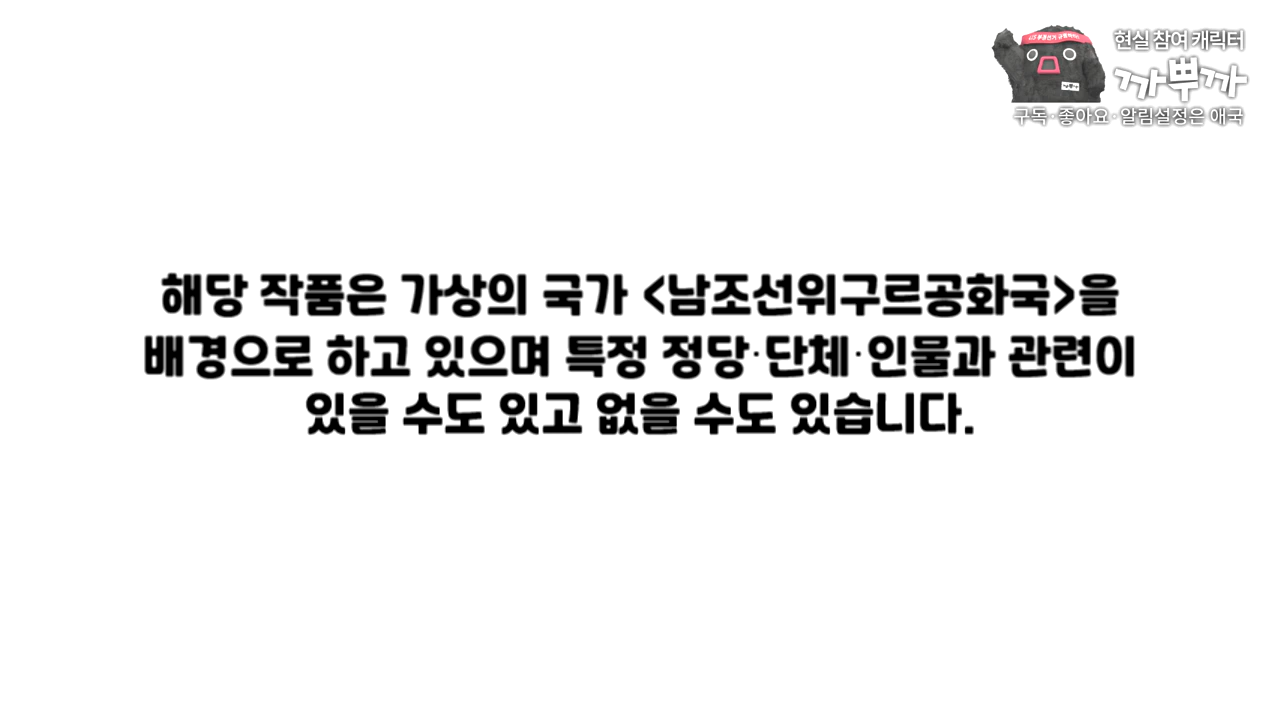 현실 참여 캐릭터
까뿌까
구독·좋아요·알림설정은 애국
해당 작품은 가상의 국가 <남조선위구르공화국>을
배경으로 하고 있으며 특정 정당·단체·인물과 관련이
있을 수도 있고 없을 수도 있습니다.